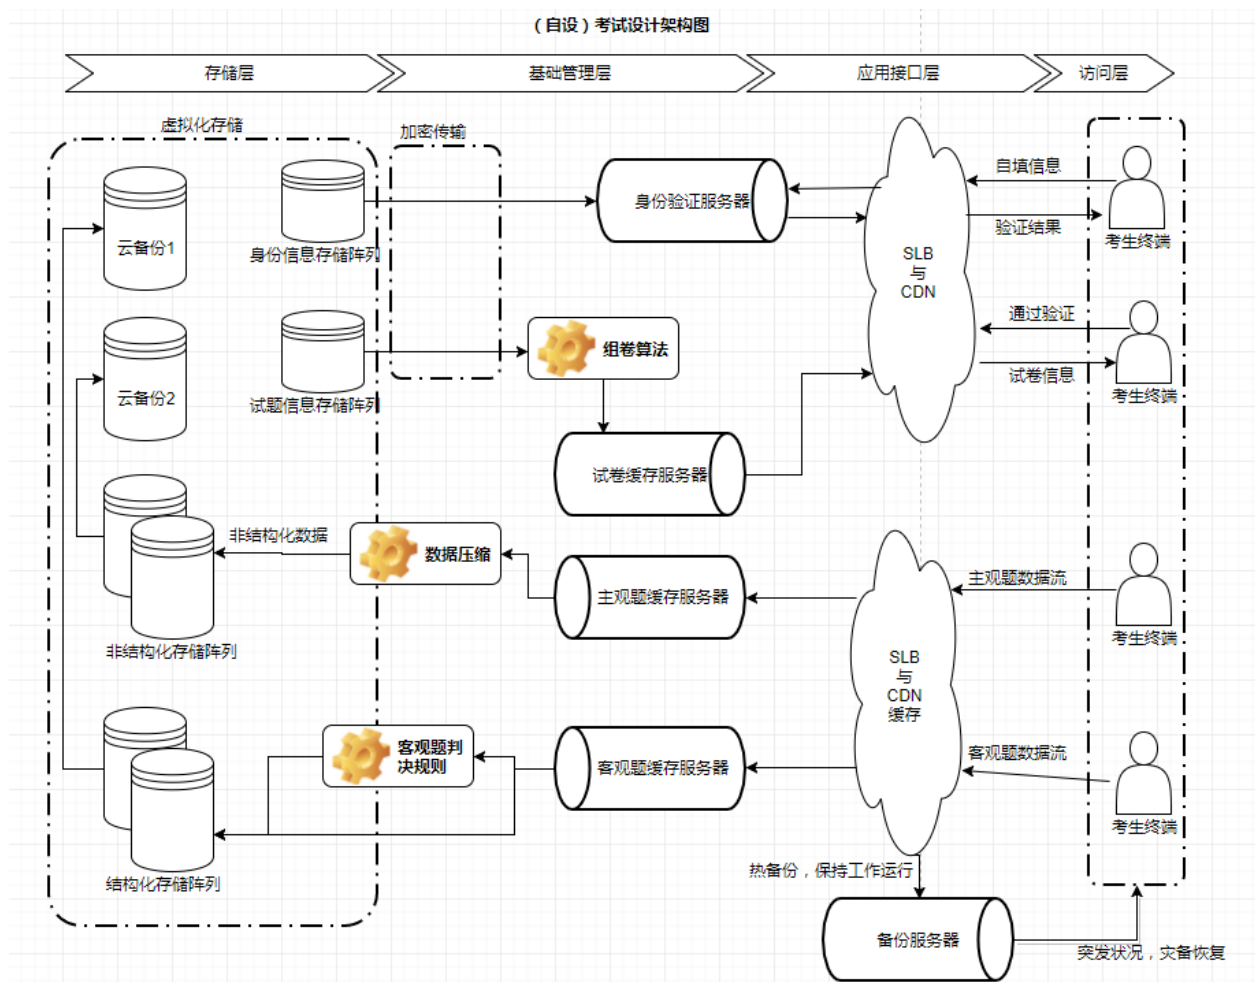 （自设）考试设计架构图
存储层
基础管理层
应用接口层
访问层
虚拟化存储
加密传输
云备份1
身份信息存储阵列
身份验证服务器
SLB
与
CDN
自填信息
验证结果
考生终端
云备份2
试题信息存储阵列
组卷算法
通过验证
试卷信息
考生终端
试卷缓存服务器
非结构化数据
数据压缩
主观题缓存服务器
主观题数据流
考生终端
非结构化存储阵列
SLB
与
CDN
缓存
客观题判
决规则
客观题缓存服务器
客观题数据流
考生终端
结构化存储阵列
热备份，保持工作运行
备份服务器
突发状况，灾备恢复